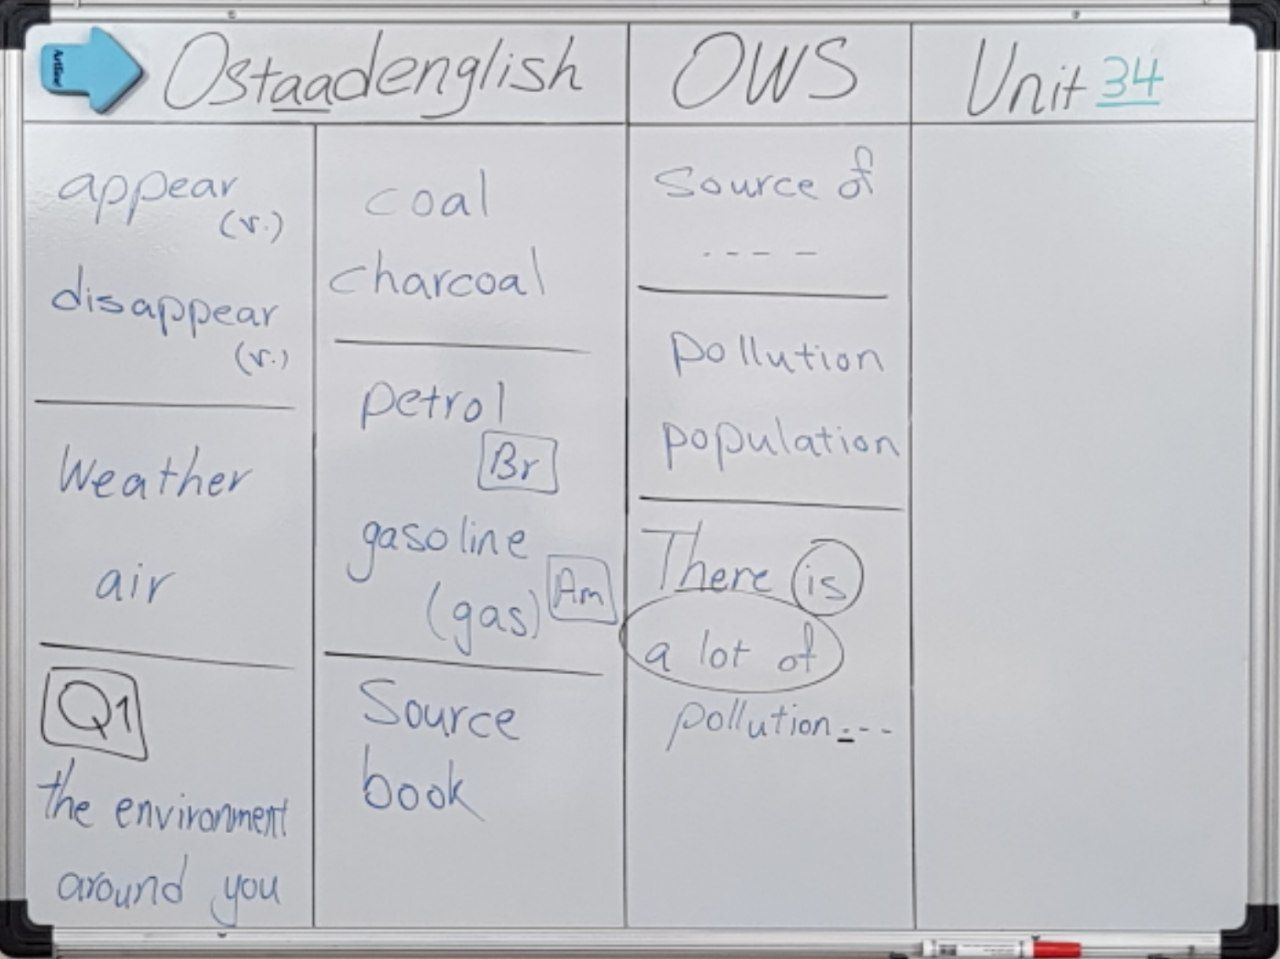 Artline
Ostaadenglish
OWS
Unit 34
appear
(v.)
disappear
(v.)
Weather
air
Q1
the environment
around you
coal
charcoal
petrol
Br
gasoline
(gas) Am
Source
book
Source of
----
pollution
population
There is
a lot of
pollution...